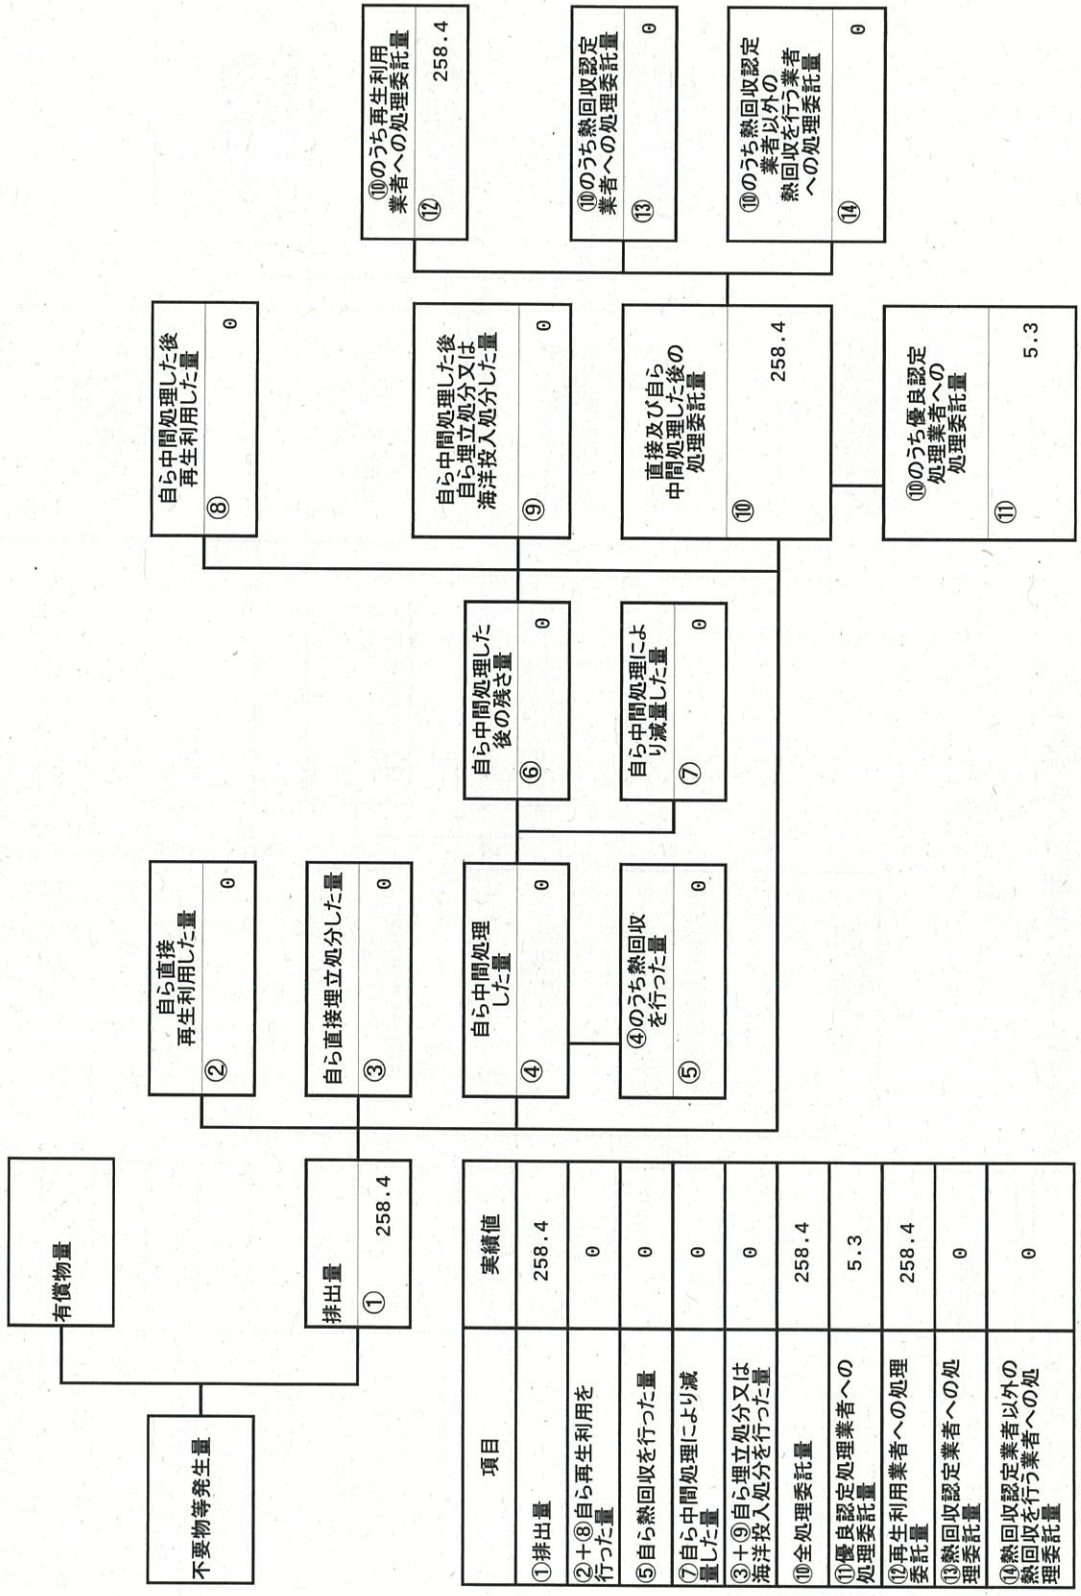 有償物量
不要物等発生量
排出量
①
258.4
自ら直接
再生利用した量
②
0
自ら直接埋立処分した量
③
0
自ら中間処理
した量
④
0
④のうち熱回収
を行った量
⑤
0
自ら中間処理した
後の残さ量
⑥
0
自ら中間処理によ
り減量した量
⑦
0
自ら中間処理した後
再生利用した量
⑧
0
自ら中間処理した後
自ら埋立処分又は
海洋投入処分した量
⑨
0
直接及び自ら
中間処理した後の
処理委託量
⑩
258.4
⑩のうち優良認定
処理業者への
処理委託量
⑪
5.3
⑩のうち再生利用
業者への処理委託量
⑫
258.4
⑩のうち熱回収認定
業者への処理委託量
⑬
0
⑩のうち熱回収認定
業者以外の
熱回収を行う業者
への処理委託量
⑭
0
項目 実績値
①排出量 258.4
②+⑧自ら再生利用を
行った量 0
⑤自ら熱回収を行った量 0
⑦自ら中間処理により減
量した量 0
③+⑨自ら埋立処分又は
海洋投入処分を行った量 0
⑩全処理委託量 258.4
⑪優良認定処理業者への
処理委託量 5.3
⑫再生利用業者への処理
委託量 258.4
⑬熱回収認定業者への処
理委託量 0
⑭熱回収認定業者以外の
熱回収を行う業者への処
理委託量 0